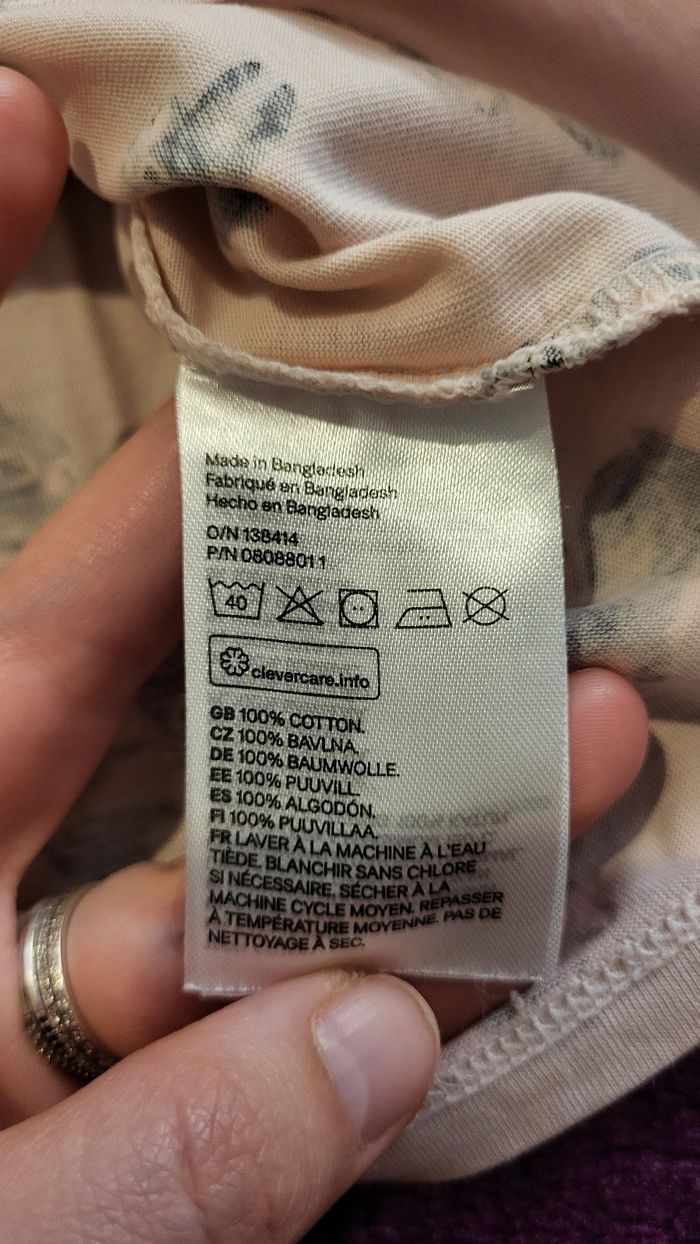 Made in Bangladesh
Fabriqué en Bangladesh
Hecho en Bangladesh
O/N 138414
P/N 08088011
40
clevercare.info
GB 100% COTTON.
CZ 100% BAVLNA.
DE 100% BAUMWOLLE.
EE 100% PUUVILL.
ES 100% ALGODÓN.
FI 100% PUUVILLAA.
FR LAVER À LA MACHINE À L'EAU
TIÈDE. BLANCHIR SANS CHLORE
SI NÉCESSAIRE. SÉCHER À LA
MACHINE CYCLE MOYEN. REPASSER
À TEMPÉRATURE MOYENNE. PAS DE
NETTOYAGE À SEC.